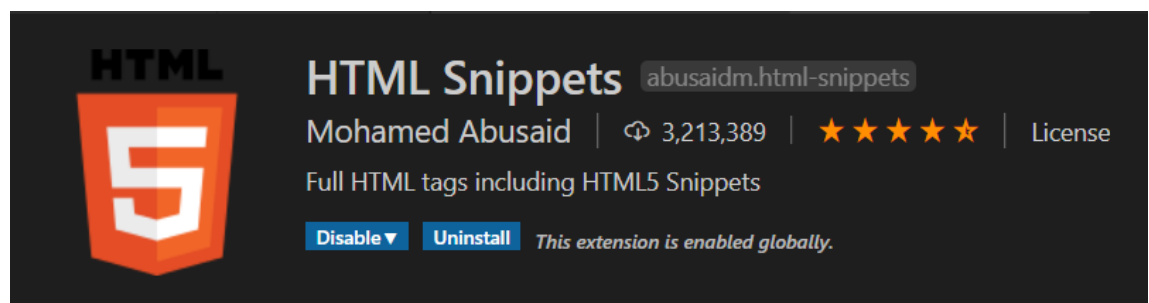 HTML
5
HTML Snippets abusaidm.html-snippets
Mohamed Abusaid 3,213,389 License
Full HTML tags including HTML5 Snippets
Disable Uninstall This extension is enabled globally.